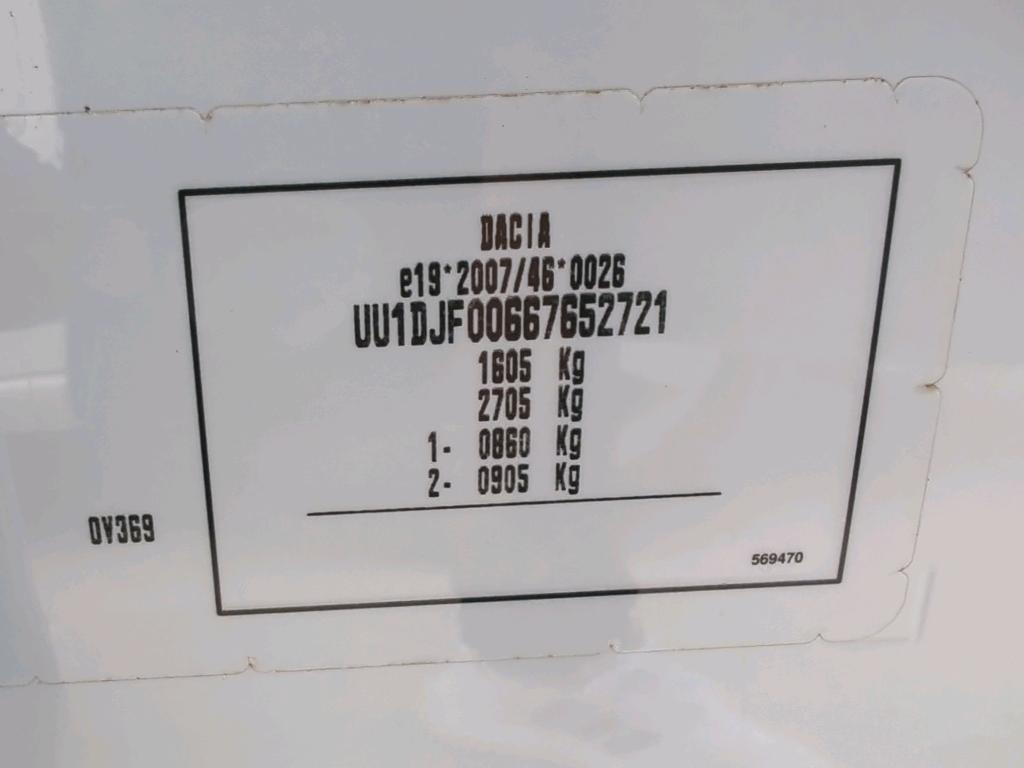 DACIA
e19*2007/46*0026
UU1DJF00667652721
1605 Kg
2705 Kg
1- 0860 Kg
2- 0905 Kg
0V369
569470